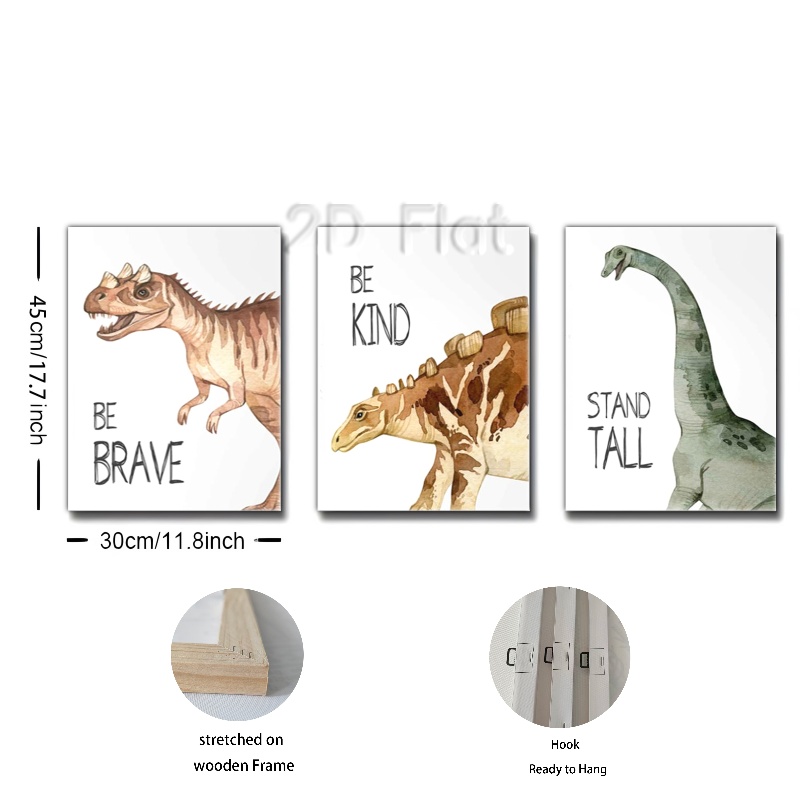 2D Flat
BE
KIND
BE
BRAVE
STAND
TALL
45cm/17.7inch
30cm/11.8inch
stretched on
wooden Frame
Hook
Ready to Hang